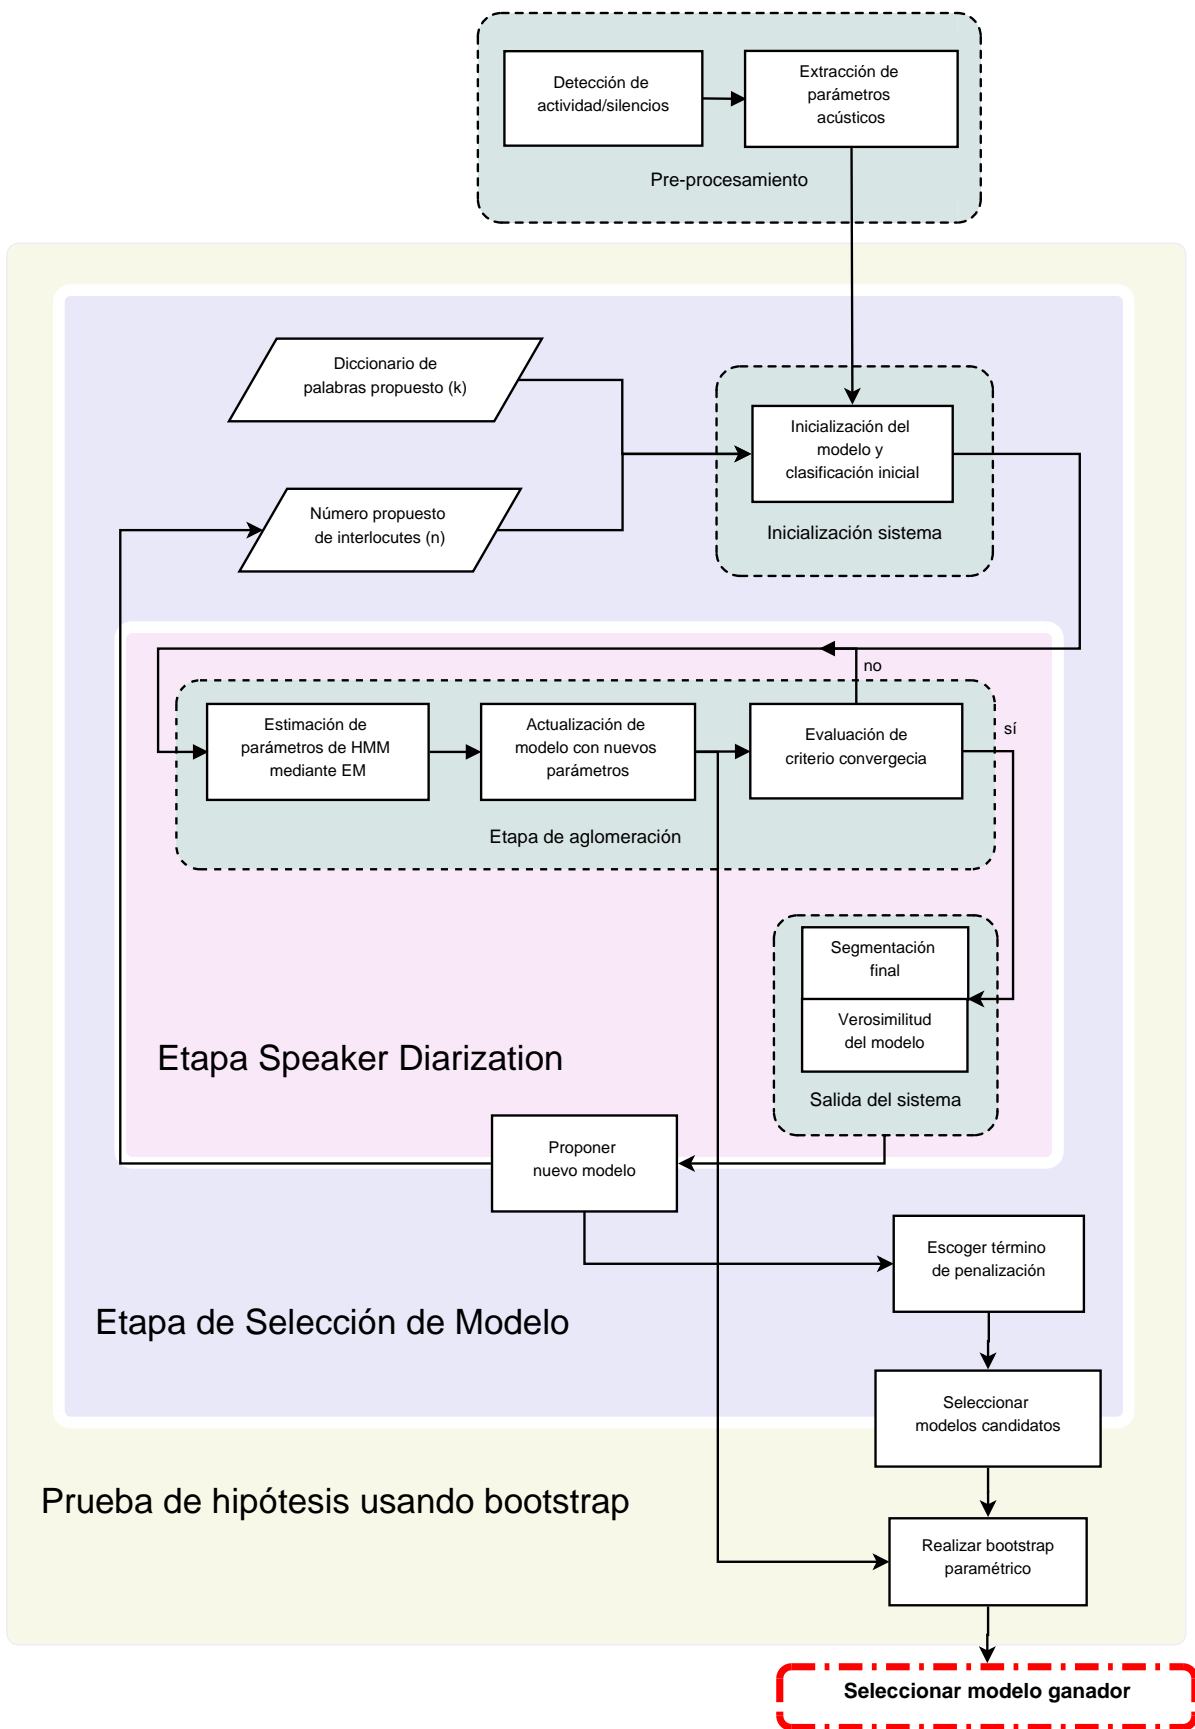 Detección de
actividad/silencios
Extracción de
parámetros
acústicos
Pre-procesamiento
Diccionario de
palabras propuesto (k)
Inicialización del
modelo y
clasificación inicial
Número propuesto
de interlocutes (n)
Inicialización sistema
no
sí
Estimación de
parámetros de HMM
mediante EM
Actualización de
modelo con nuevos
parámetros
Evaluación de
criterio convergecia
Etapa de aglomeración
Segmentación
final
Verosimilitud
del modelo
Salida del sistema
Etapa Speaker Diarization
Proponer
nuevo modelo
Escoger término
de penalización
Etapa de Selección de Modelo
Seleccionar
modelos candidatos
Prueba de hipótesis usando bootstrap
Realizar bootstrap
paramétrico
Seleccionar modelo ganador